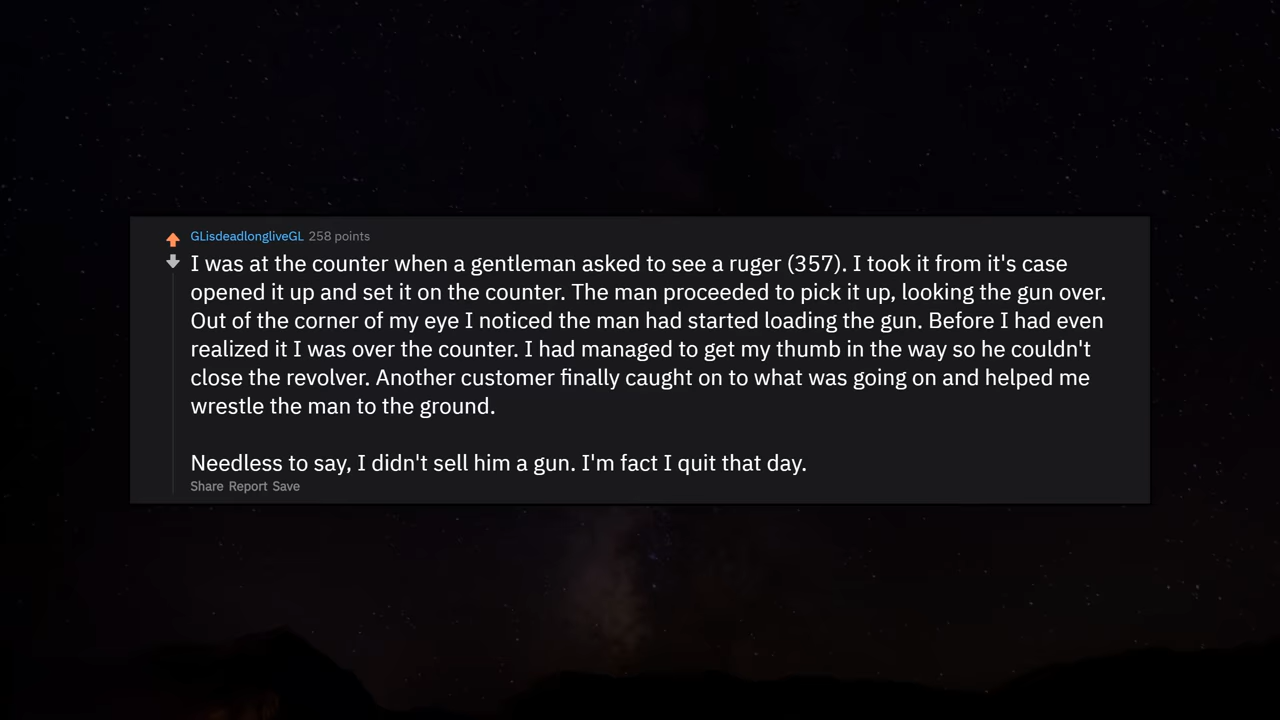 GLisdeadlongliveGL 258 points
I was at the counter when a gentleman asked to see a ruger (357). I took it from it's case
opened it up and set it on the counter. The man proceeded to pick it up, looking the gun over.
Out of the corner of my eye I noticed the man had started loading the gun. Before I had even
realized it I was over the counter. I had managed to get my thumb in the way so he couldn't
close the revolver. Another customer finally caught on to what was going on and helped me
wrestle the man to the ground.
Needless to say, I didn't sell him a gun. I'm fact I quit that day.
Share Report Save